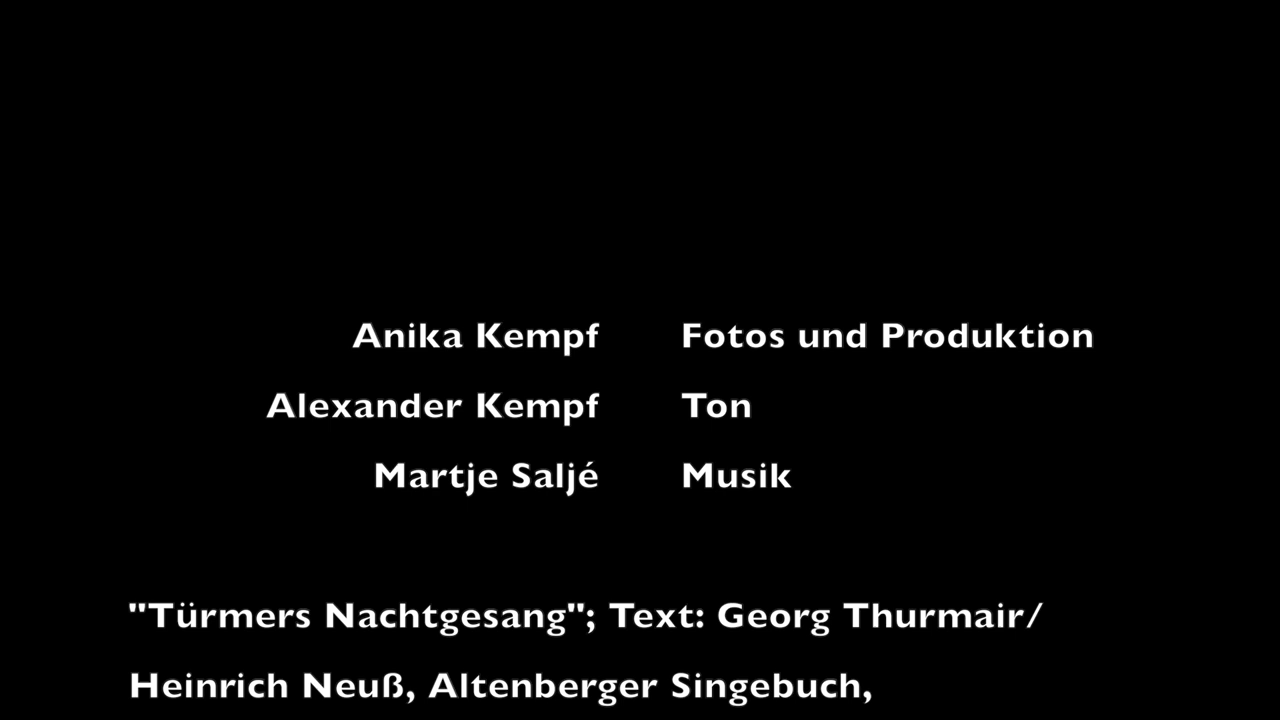 Anika Kempf Fotos und Produktion
Alexander Kempf Ton
Martje Saljé Musik
"Türmers Nachtgesang"; Text: Georg Thurmair/
Heinrich Neuß, Altenberger Singebuch,